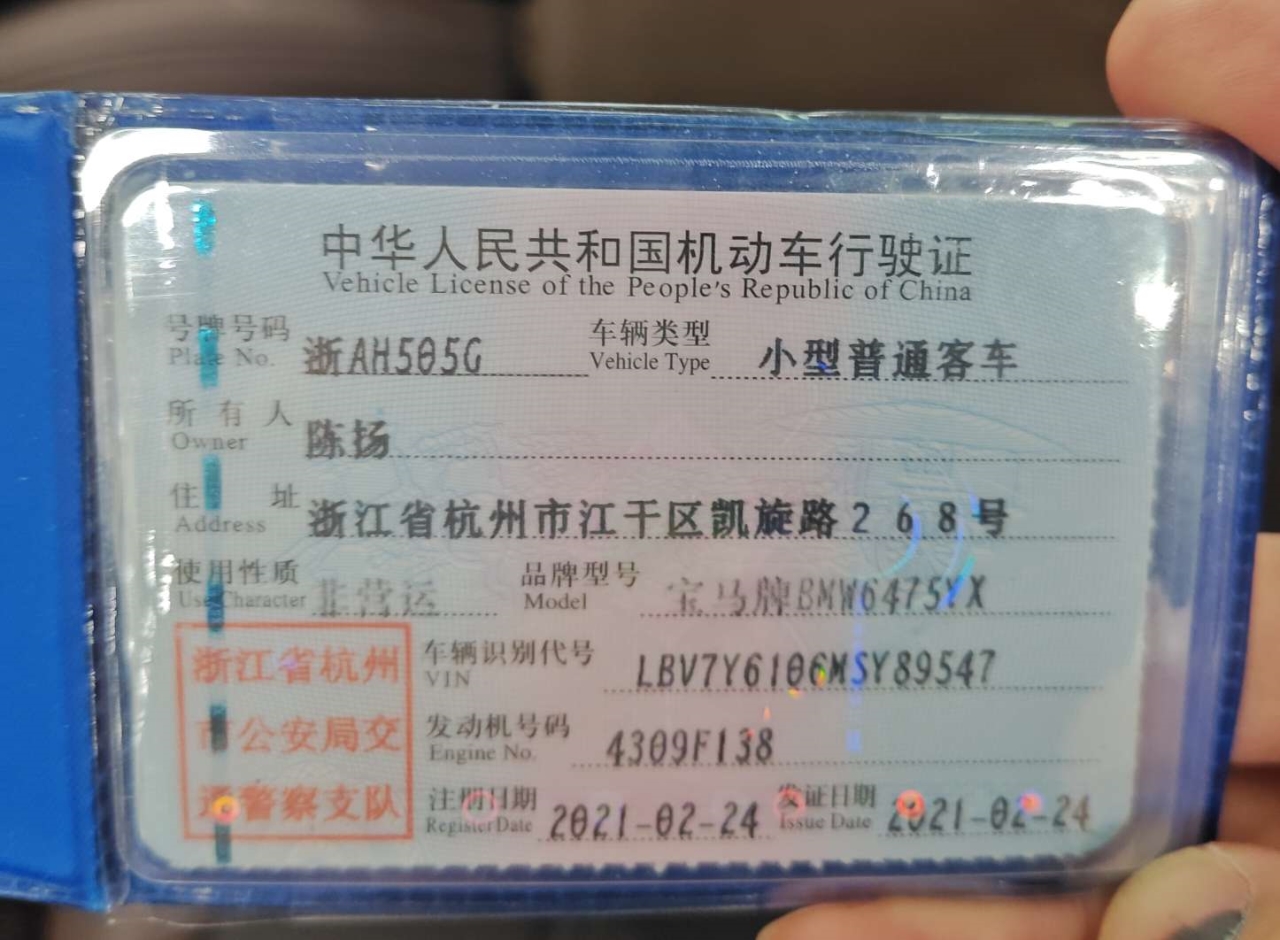 中华人民共和国机动车行驶证
Vehicle License of the People's Republic of China
号牌号码 浙AH505G 车辆类型 小型普通客车
Plate No. Vehicle Type
所有人 陈扬
Owner
住址 浙江省杭州市江干区凯旋路268号
Address
使用性质 非营运 品牌型号 宝马牌BMW6475YX
Use Character Model
浙江省杭州
市公安局交
通警察支队
车辆识别代号 LBV7Y6106MSY89547
VIN
发动机号码 4309F138
Engine No.
注册日期 2021-02-24 发证日期 2021-02-24
Register Date Issue Date